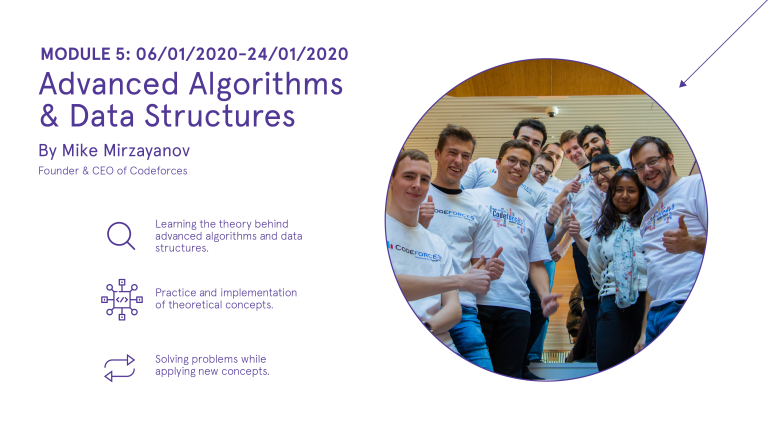 MODULE 5: 06/01/2020-24/01/2020
Advanced Algorithms
& Data Structures
By Mike Mirzayanov
Founder & CEO of Codeforces
Learning the theory behind
advanced algorithms and data
structures.
</>
Practice and implementation
of theoretical concepts.
Solving problems while
applying new concepts.
CODEFORCES
CODEFORCES
Codeforces